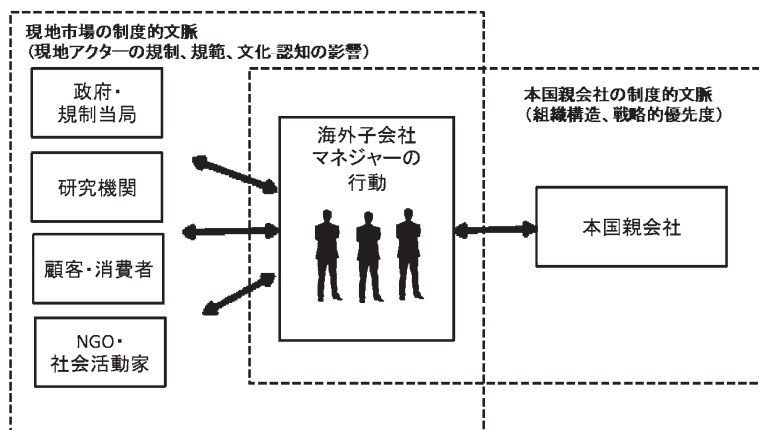 現地市場の制度的文脈
(現地アクターの規制、規範、文化-認知の影響)
政府・
規制当局
研究機関
顧客・消費者
NGO・
社会活動家
海外子会社
マネジャーの
行動
本国親会社の制度的文脈
(組織構造、戦略的優先度)
本国親会社